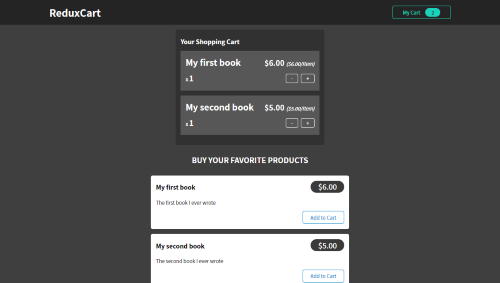 ReduxCart
My Cart 2
Your Shopping Cart
My first book $6.00 ($6.00/item)
x 1 - +
My second book $5.00 ($5.00/item)
x 1 - +
BUY YOUR FAVORITE PRODUCTS
My first book $6.00
The first book I ever wrote
Add to Cart
My second book $5.00
The second book I ever wrote
Add to Cart